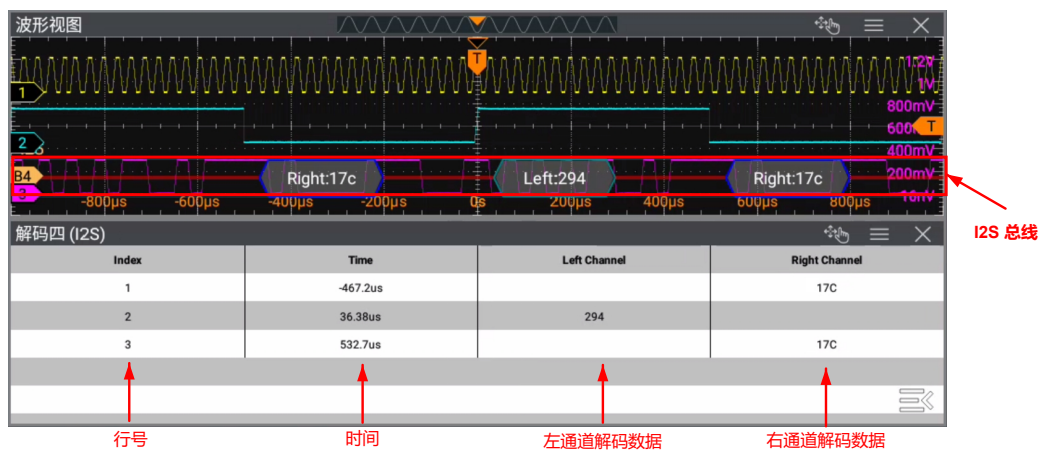 波形视图
T
1
1.2V
1V
800mV
600 T
2
400mV
B4 Right:17c Left:294 Right:17c 200mV
3 16mV
-800μs -600μs -400μs -200μs 0s 200μs 400μs 600μs 800μs
I2S 总线
解码四 (I2S)
Index Time Left Channel Right Channel
1 -467.2us 17C
2 36.38us 294
3 532.7us 17C
行号 时间 左通道解码数据 右通道解码数据